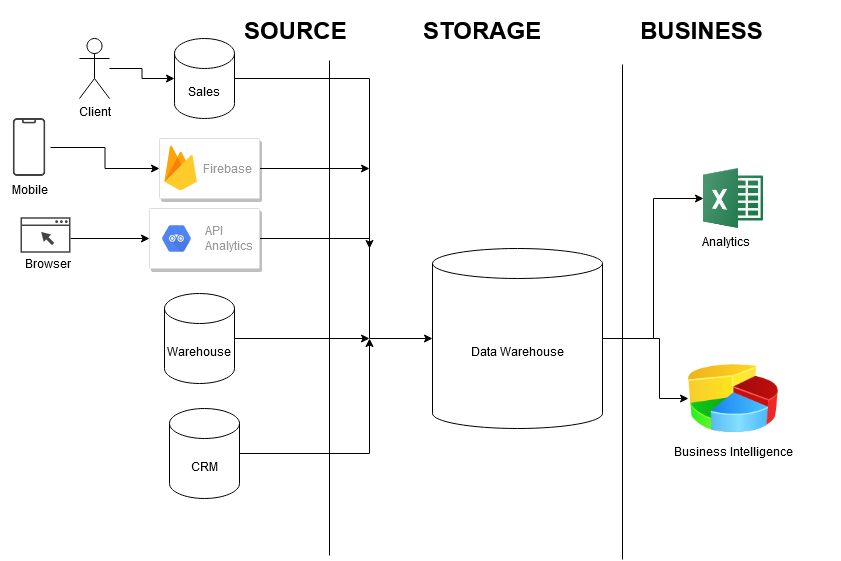 SOURCE
STORAGE
BUSINESS
Client
Sales
Mobile
Firebase
Browser
API
Analytics
Warehouse
CRM
Data Warehouse
X
Analytics
Business Intelligence